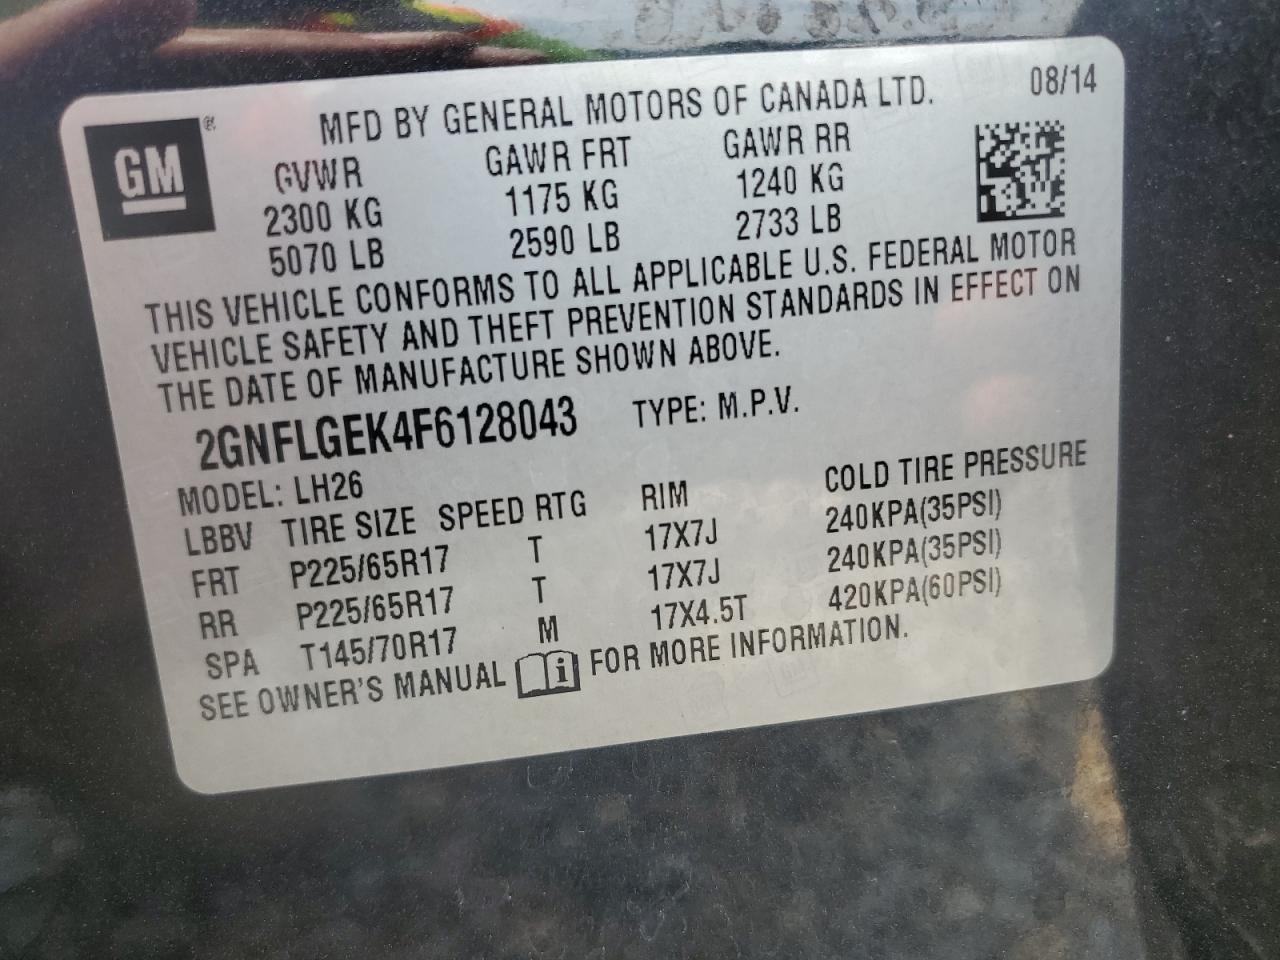 MFD BY GENERAL MOTORS OF CANADA LTD. 08/14
GM ®
GVWR GAWR FRT GAWR RR
2300 KG 1175 KG 1240 KG
5070 LB 2590 LB 2733 LB
THIS VEHICLE CONFORMS TO ALL APPLICABLE U.S. FEDERAL MOTOR
VEHICLE SAFETY AND THEFT PREVENTION STANDARDS IN EFFECT ON
THE DATE OF MANUFACTURE SHOWN ABOVE.
2GNFLGEK4F6128043 TYPE: M.P.V.
MODEL: LH26
LBBV TIRE SIZE SPEED RTG RIM COLD TIRE PRESSURE
FRT P225/65R17 T 17X7J 240KPA(35PSI)
RR P225/65R17 T 17X7J 240KPA(35PSI)
SPA T145/70R17 M 17X4.5T 420KPA(60PSI)
SEE OWNER'S MANUAL i FOR MORE INFORMATION.